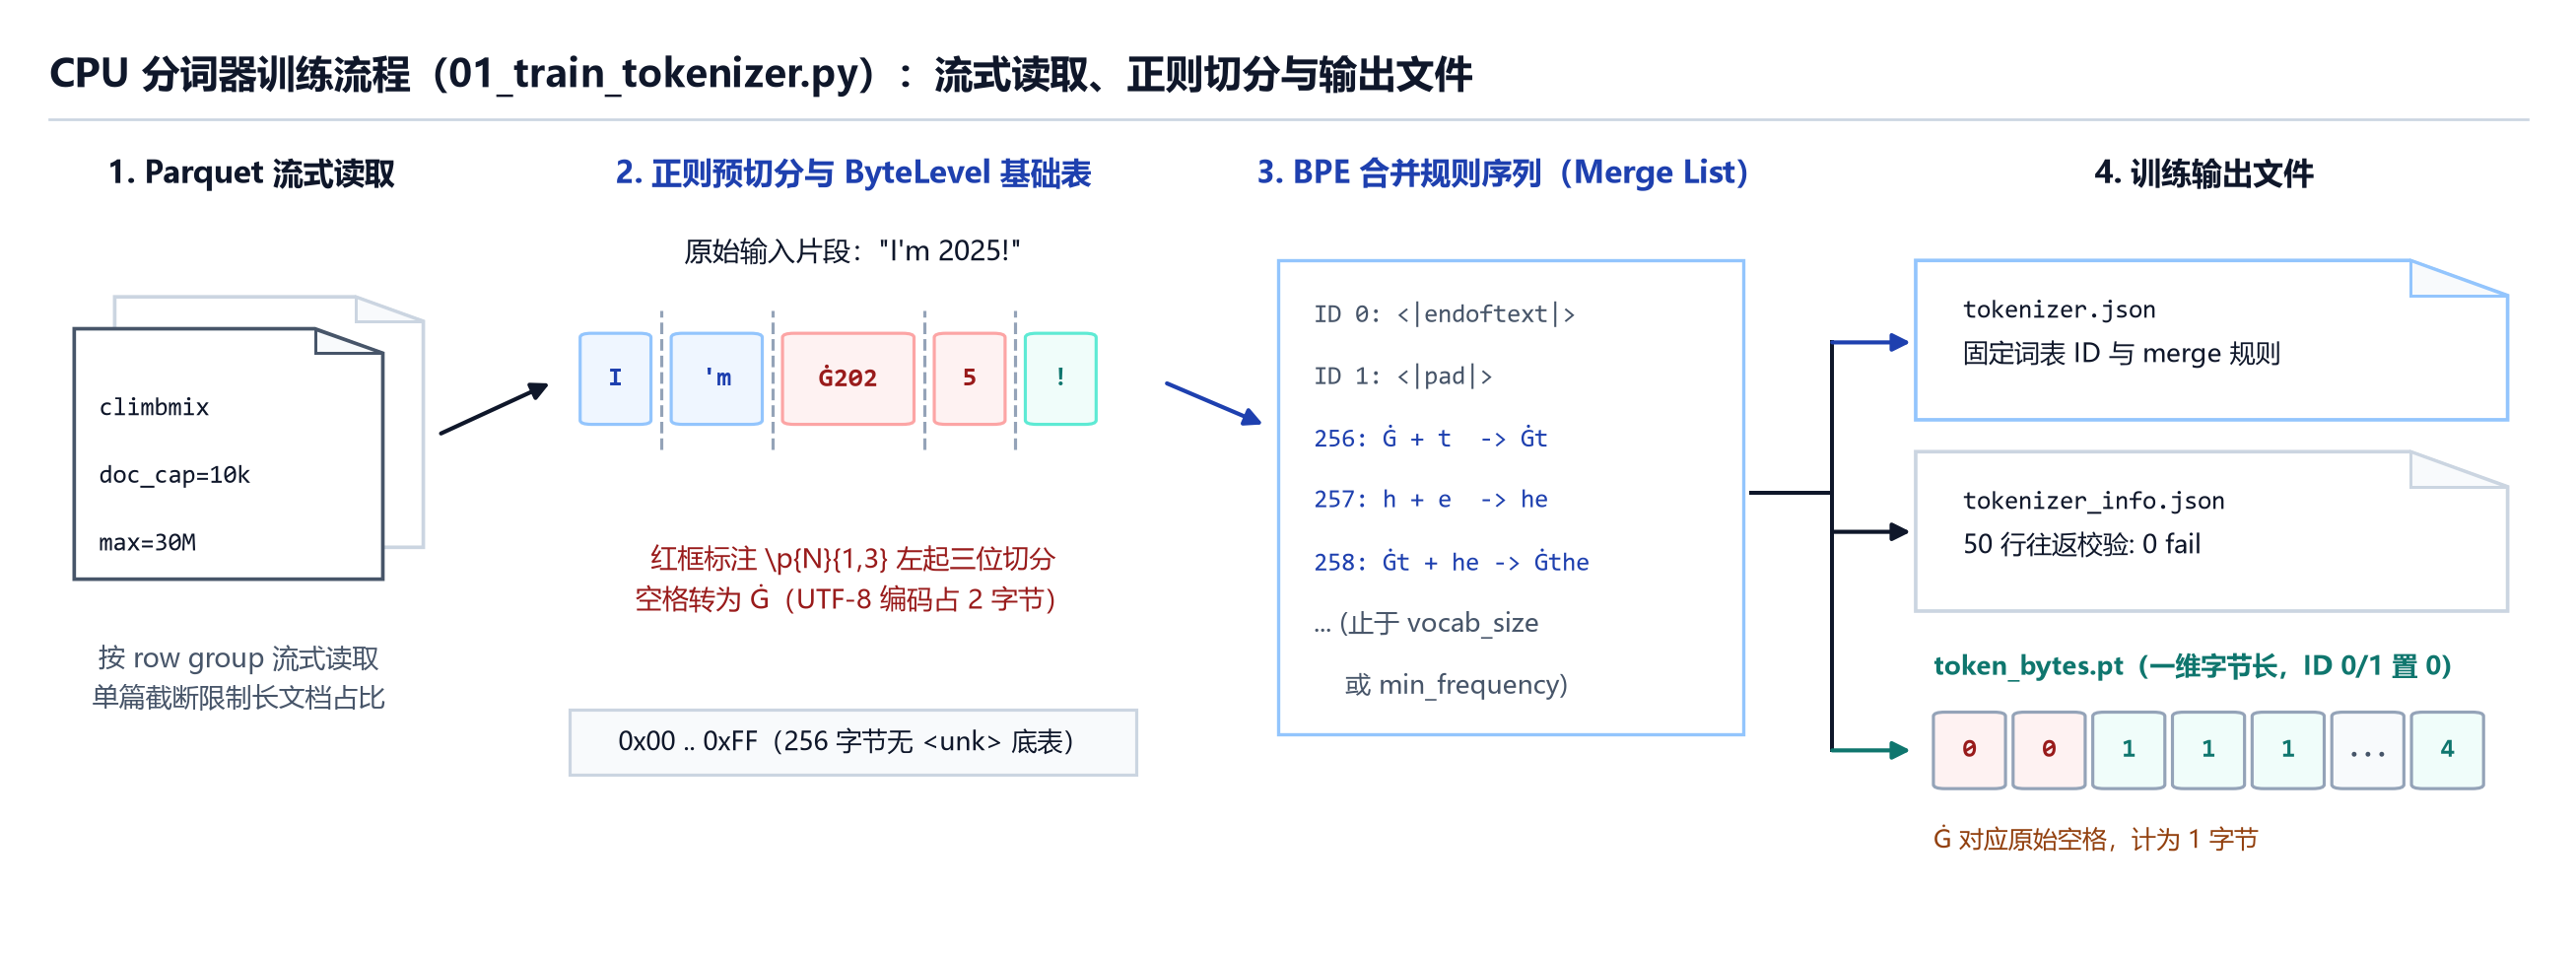 CPU 分词器训练流程（01_train_tokenizer.py）：流式读取、正则切分与输出文件
1. Parquet 流式读取
climbmix
doc_cap=10k
max=30M
按 row group 流式读取
单篇截断限制长文档占比
2. 正则预切分与 ByteLevel 基础表
原始输入片段："I'm 2025!"
I 'm Ġ202 5 !
红框标注 \p{N}{1,3} 左起三位切分
空格转为 Ġ（UTF-8 编码占 2 字节）
0x00 .. 0xFF（256 字节无 <unk> 底表）
3. BPE 合并规则序列（Merge List）
ID 0: <|endoftext|>
ID 1: <|pad|>
256: Ġ + t  -> Ġt
257: h + e  -> he
258: Ġt + he -> Ġthe
... (止于 vocab_size
或 min_frequency)
4. 训练输出文件
tokenizer.json
固定词表 ID 与 merge 规则
tokenizer_info.json
50 行往返校验: 0 fail
token_bytes.pt（一维字节长，ID 0/1 置 0）
0 0 1 1 1 ... 4
Ġ 对应原始空格，计为 1 字节